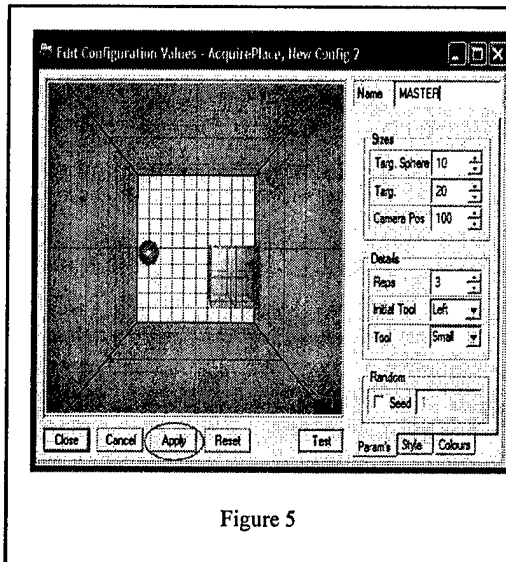 Edit Configuration Values - AcquirePlace, New Config 2
Name MASTER
Sizes
Targ. Sphere 10
Targ. 20
Camera Pos 100
Details
Reps 3
Initial Tool Left
Tool Small
Random
Seed 1
Close Cancel Apply Reset Test
Param's Style Colours
Figure 5